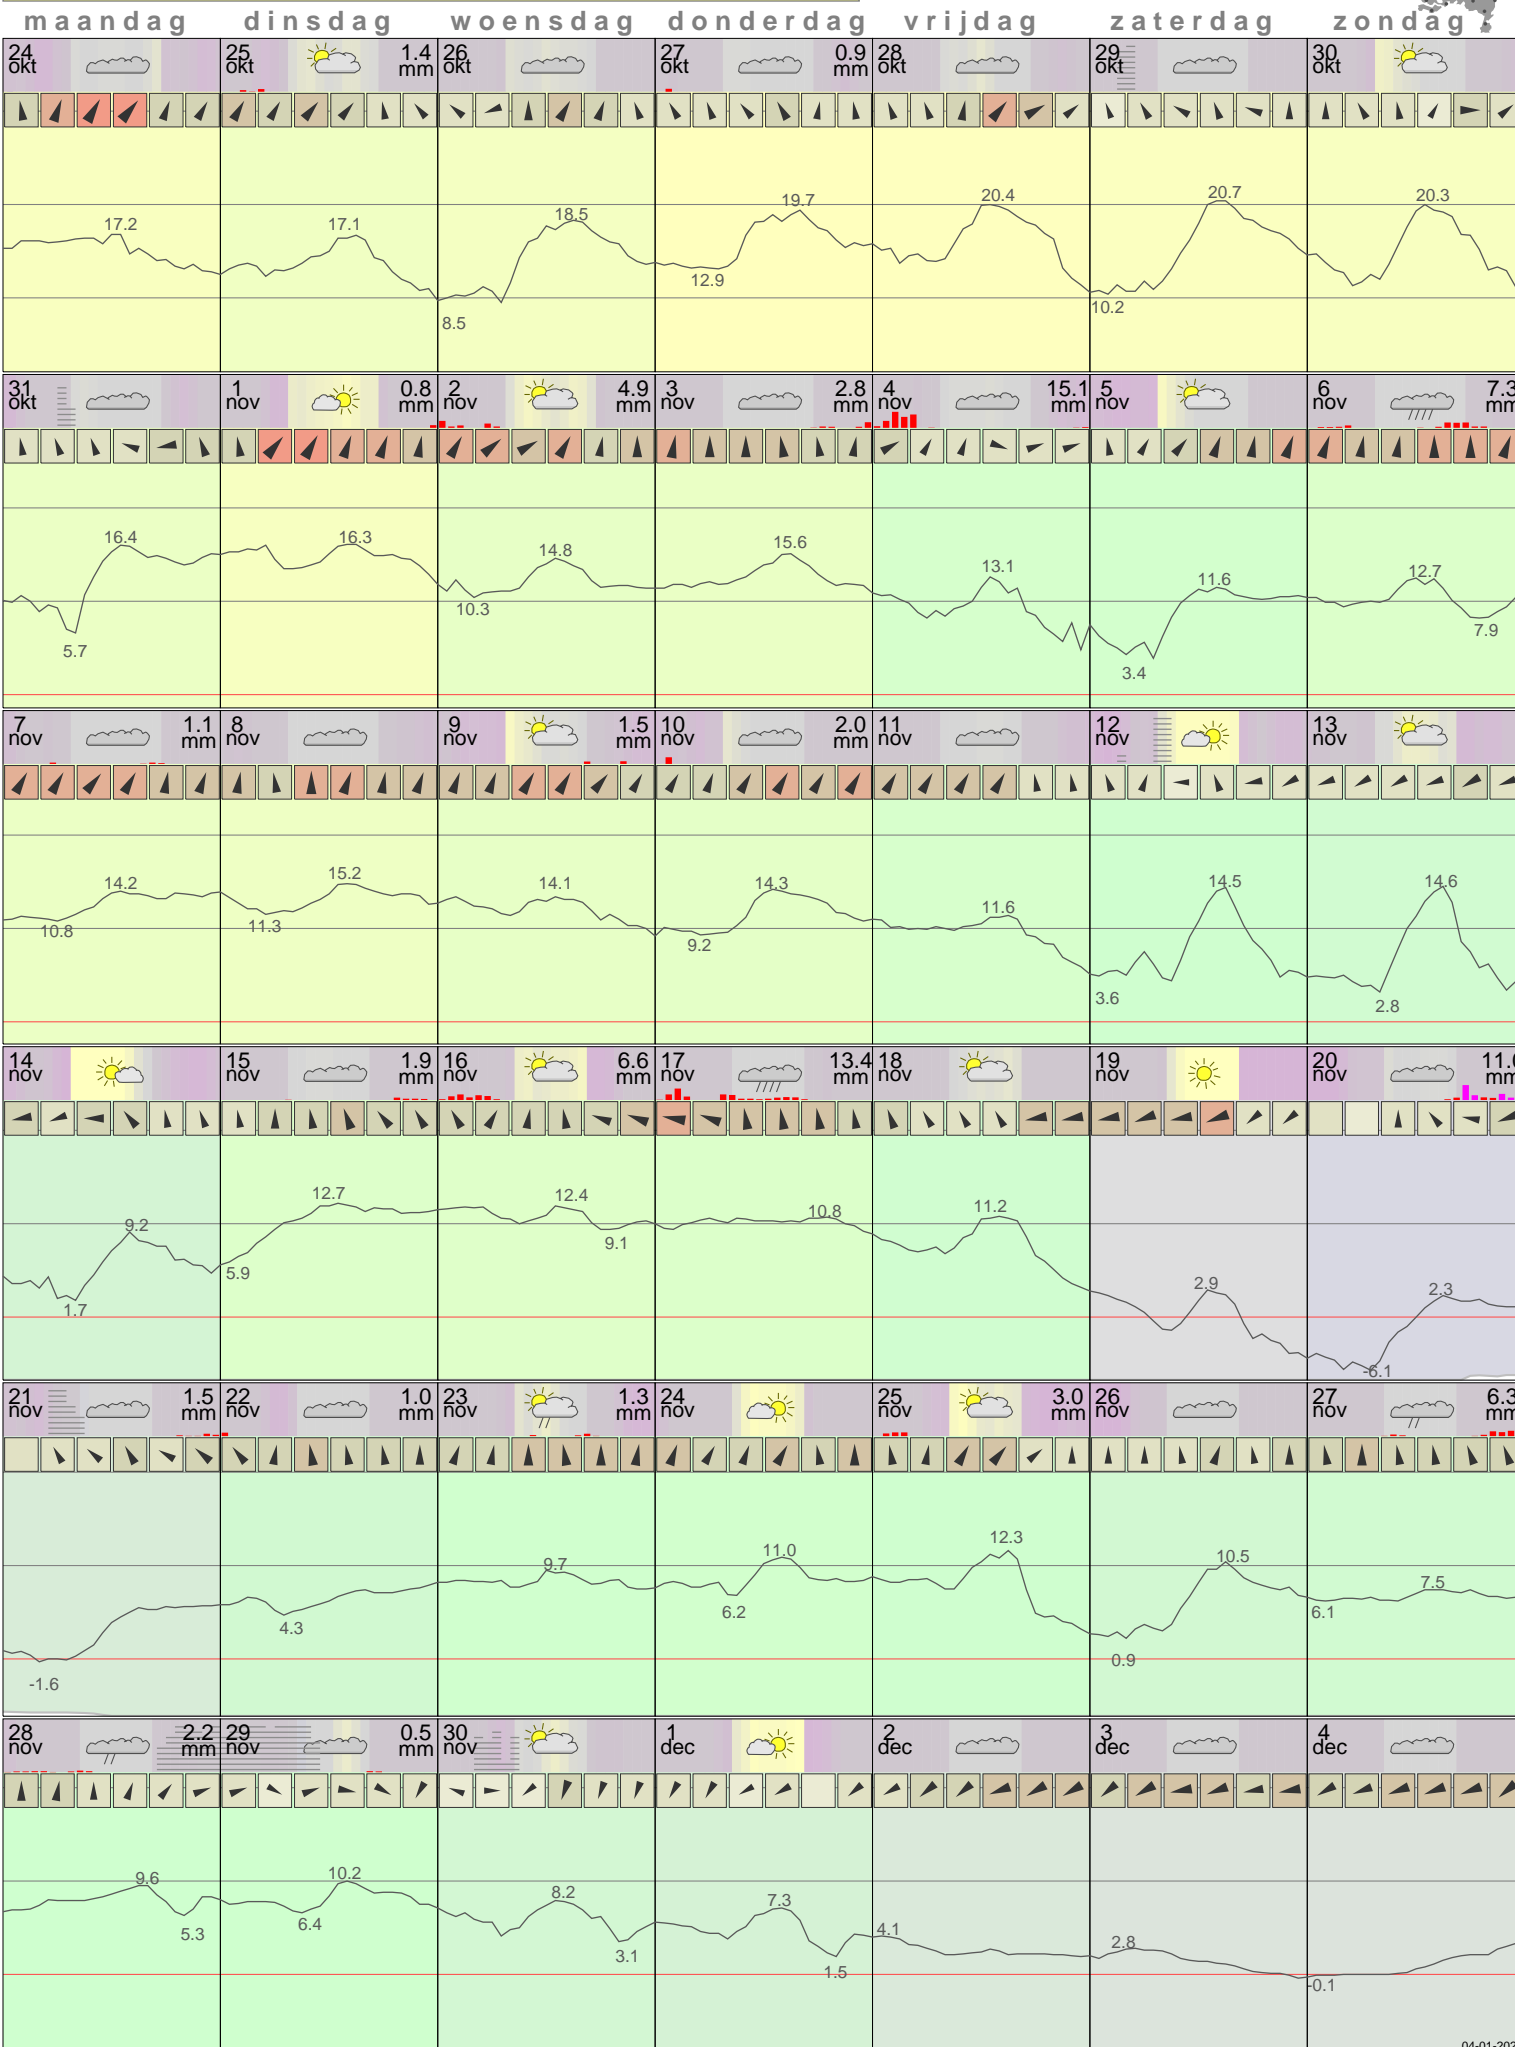 maandag dinsdag woensdag donderdag vrijdag zaterdag zondag
24 25 1.4 26 27 0.9 28 29 30
okt okt mm okt okt mm okt okt okt
17.2 17.1 18.5 19.7 20.4 20.7 20.3
8.5 12.9 10.2
31 1 0.8 2 4.9 3 2.8 4 15.1 5 6 7.3
okt nov mm nov mm nov mm nov mm nov nov mm
16.4 16.3 14.8 15.6 13.1 11.6 12.7
5.7 10.3 3.4 7.9
7 1.1 8 9 1.5 10 2.0 11 12 13
nov mm nov nov mm nov mm nov nov nov
14.2 15.2 14.1 14.3 11.6 14.5 14.6
10.8 11.3 9.2 3.6 2.8
14 15 1.9 16 6.6 17 13.4 18 19 20
nov nov mm nov mm nov mm nov nov nov mm
9.2 12.7 12.4 10.8 11.2 2.9 2.3
1.7 5.9 9.1 -6.1
21 1.5 22 1.0 23 1.3 24 25 3.0 26 27 6.3
nov mm nov mm nov mm nov nov mm nov nov mm
9.7 11.0 12.3 10.5 7.5
-1.6 4.3 6.2 0.9 6.1
28 2.2 29 0.5 30 1 2 3 4
nov mm nov mm nov dec dec dec dec
9.6 10.2 8.2 7.3 4.1 2.8
5.3 6.4 3.1 1.5 -0.1